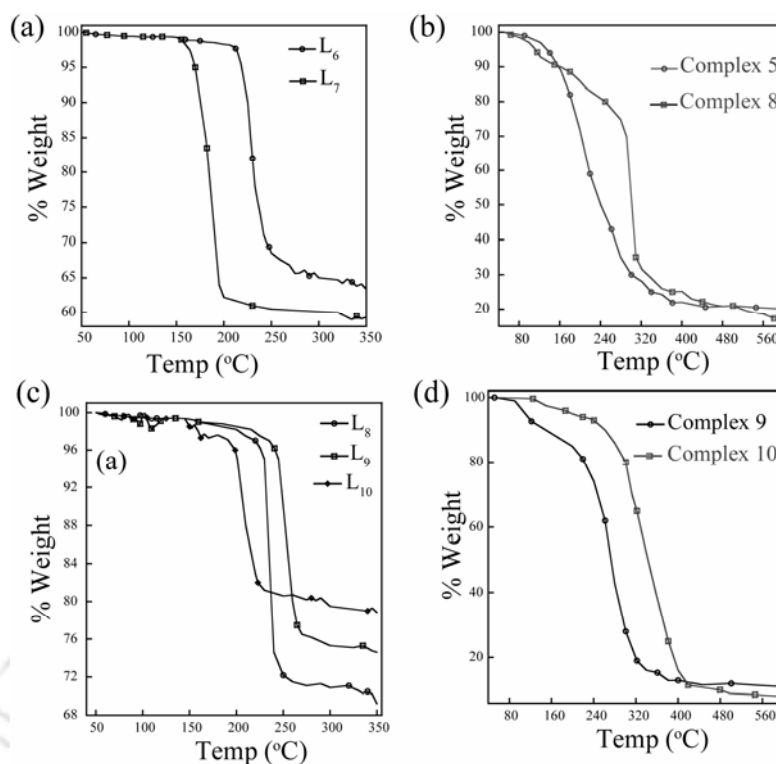 (a)
L6
L7
100
95
90
85
80
75
70
65
60
% Weight
50 100 150 200 250 300 350
Temp (°C)
(b)
Complex 5
Complex 8
100
90
80
70
60
50
40
30
20
% Weight
80 160 240 320 400 480 560
Temp (°C)
(c)
L8
L9
L10
(a)
100
96
92
88
84
80
76
72
68
% Weight
50 100 150 200 250 300 350
Temp (°C)
(d)
Complex 9
Complex 10
100
80
60
40
20
% Weight
80 160 240 320 400 480 560
Temp (°C)